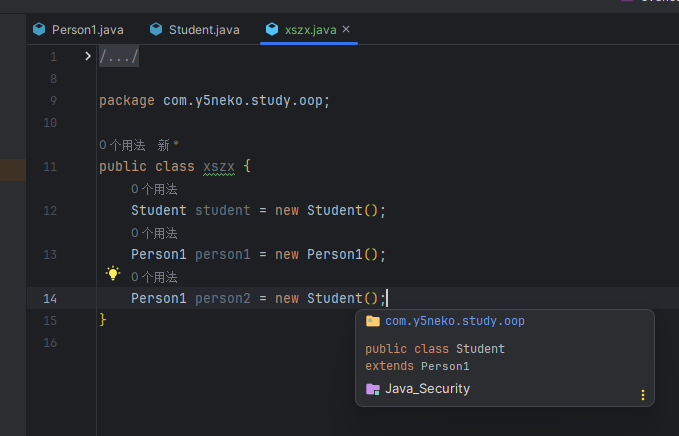 Person1.java Student.java xszx.java
1 /.../
8
9 package com.y5neko.study.oop;
10
0 个用法 新 *
11 public class xszx {
0 个用法
12 Student student = new Student();
0 个用法
13 Person1 person1 = new Person1();
0 个用法
14 Person1 person2 = new Student();
15 }
16
com.y5neko.study.oop
public class Student
extends Person1
Java_Security